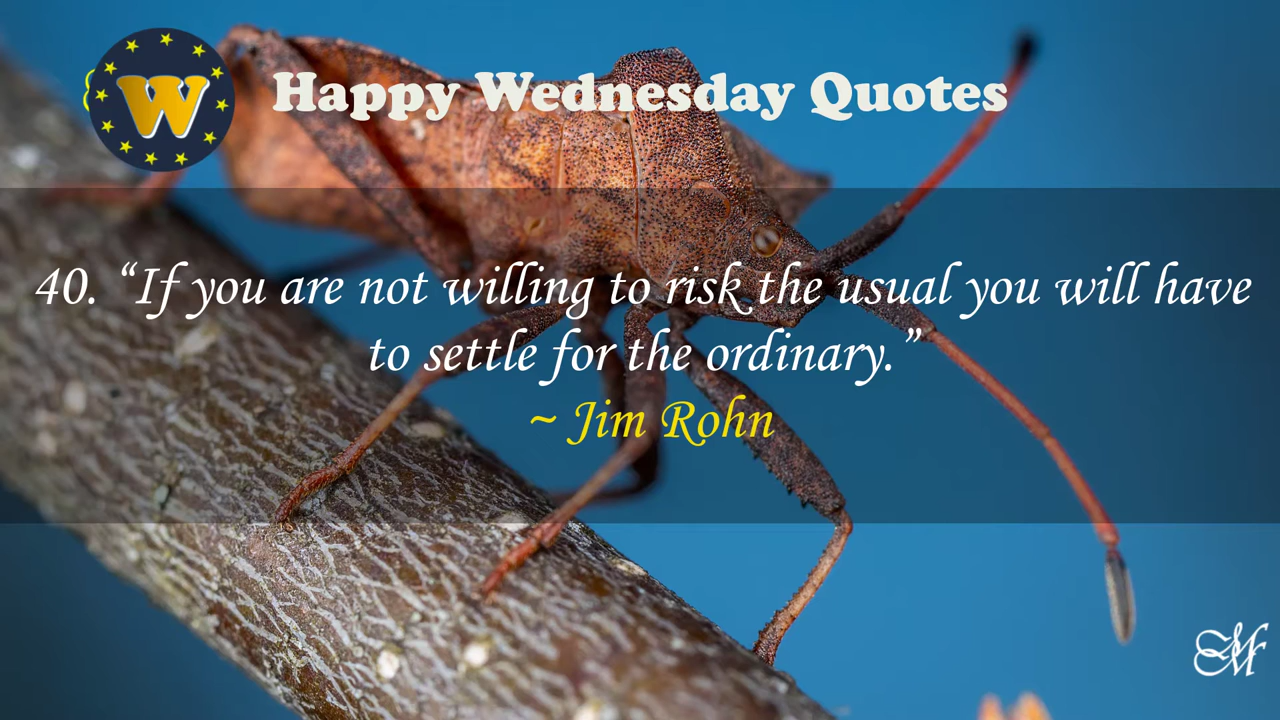 W
Happy Wednesday Quotes
40. “If you are not willing to risk the usual you will have
to settle for the ordinary.”
~ Jim Rohn